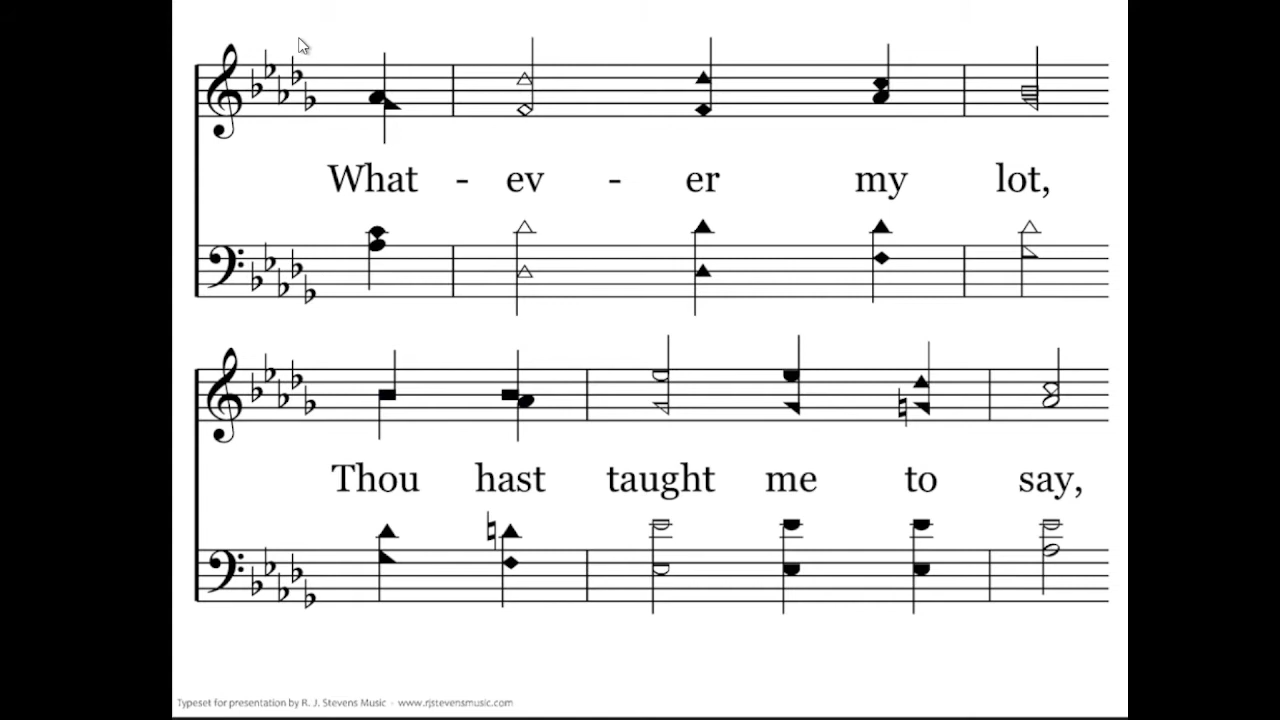 What - ev - er my lot,
Thou hast taught me to say,
Typeset for presentation by R. J. Stevens Music - www.rjstevensmusic.com